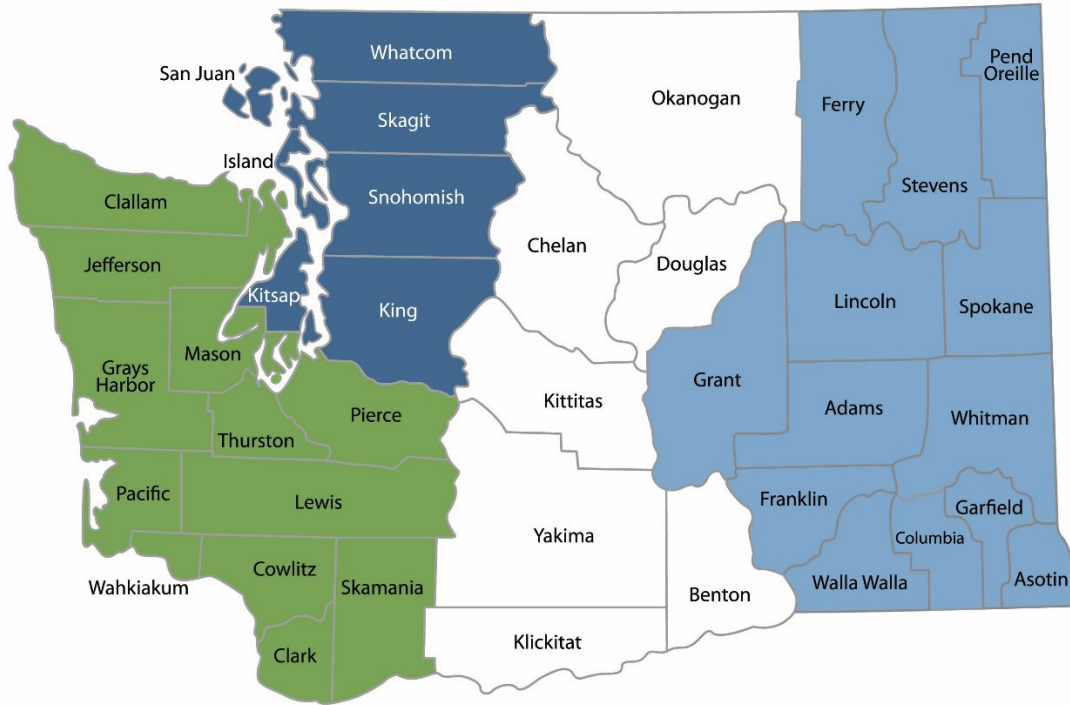 Whatcom
San Juan
Pend
Oreille
Okanogan
Ferry
Skagit
Island
Stevens
Snohomish
Clallam
Chelan
Douglas
Jefferson
Kitsap
Lincoln
Spokane
King
Mason
Grays
Harbor
Grant
Kittitas
Adams
Pierce
Whitman
Thurston
Pacific
Lewis
Franklin
Garfield
Yakima
Columbia
Cowlitz
Wahkiakum
Skamania
Walla Walla
Asotin
Benton
Klickitat
Clark